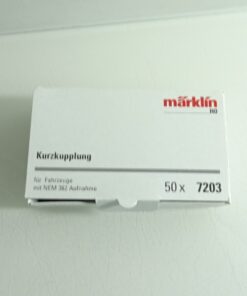 märklin
H0
Kurzkupplung
für Fahrzeuge
mit NEM 362 Aufnahme
50 x 7203